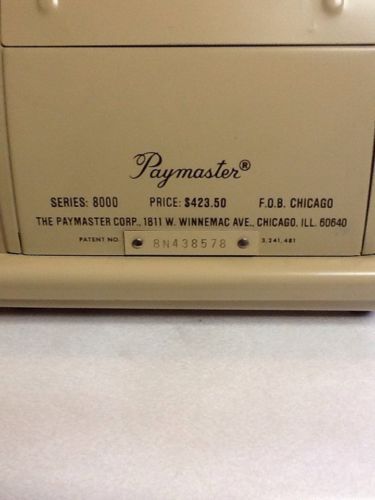 Paymaster®
SERIES: 8000 PRICE: $423.50 F.O.B. CHICAGO
THE PAYMASTER CORP., 1811 W. WINNEMAC AVE., CHICAGO, ILL. 60640
PATENT NO. 8N438578 3,241,481